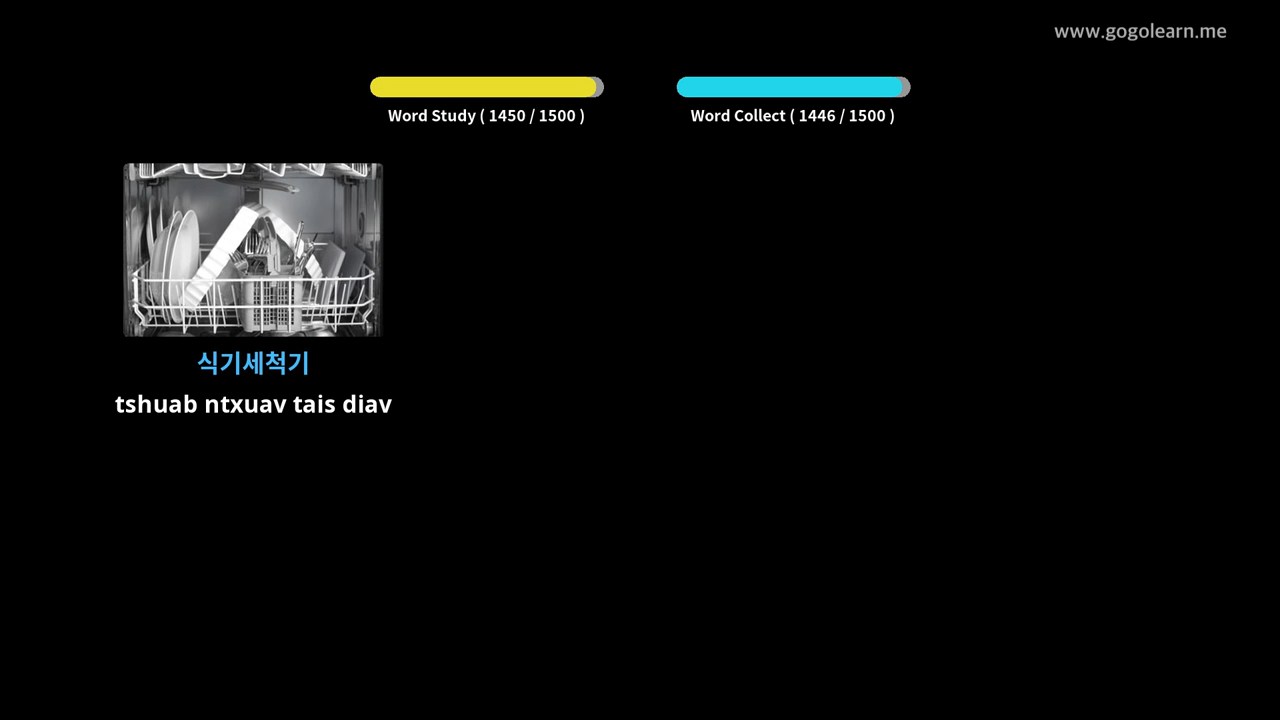 www.gogolearn.me
Word Study ( 1450 / 1500 )
Word Collect ( 1446 / 1500 )
식기세척기
tshuab ntxuav tais diav